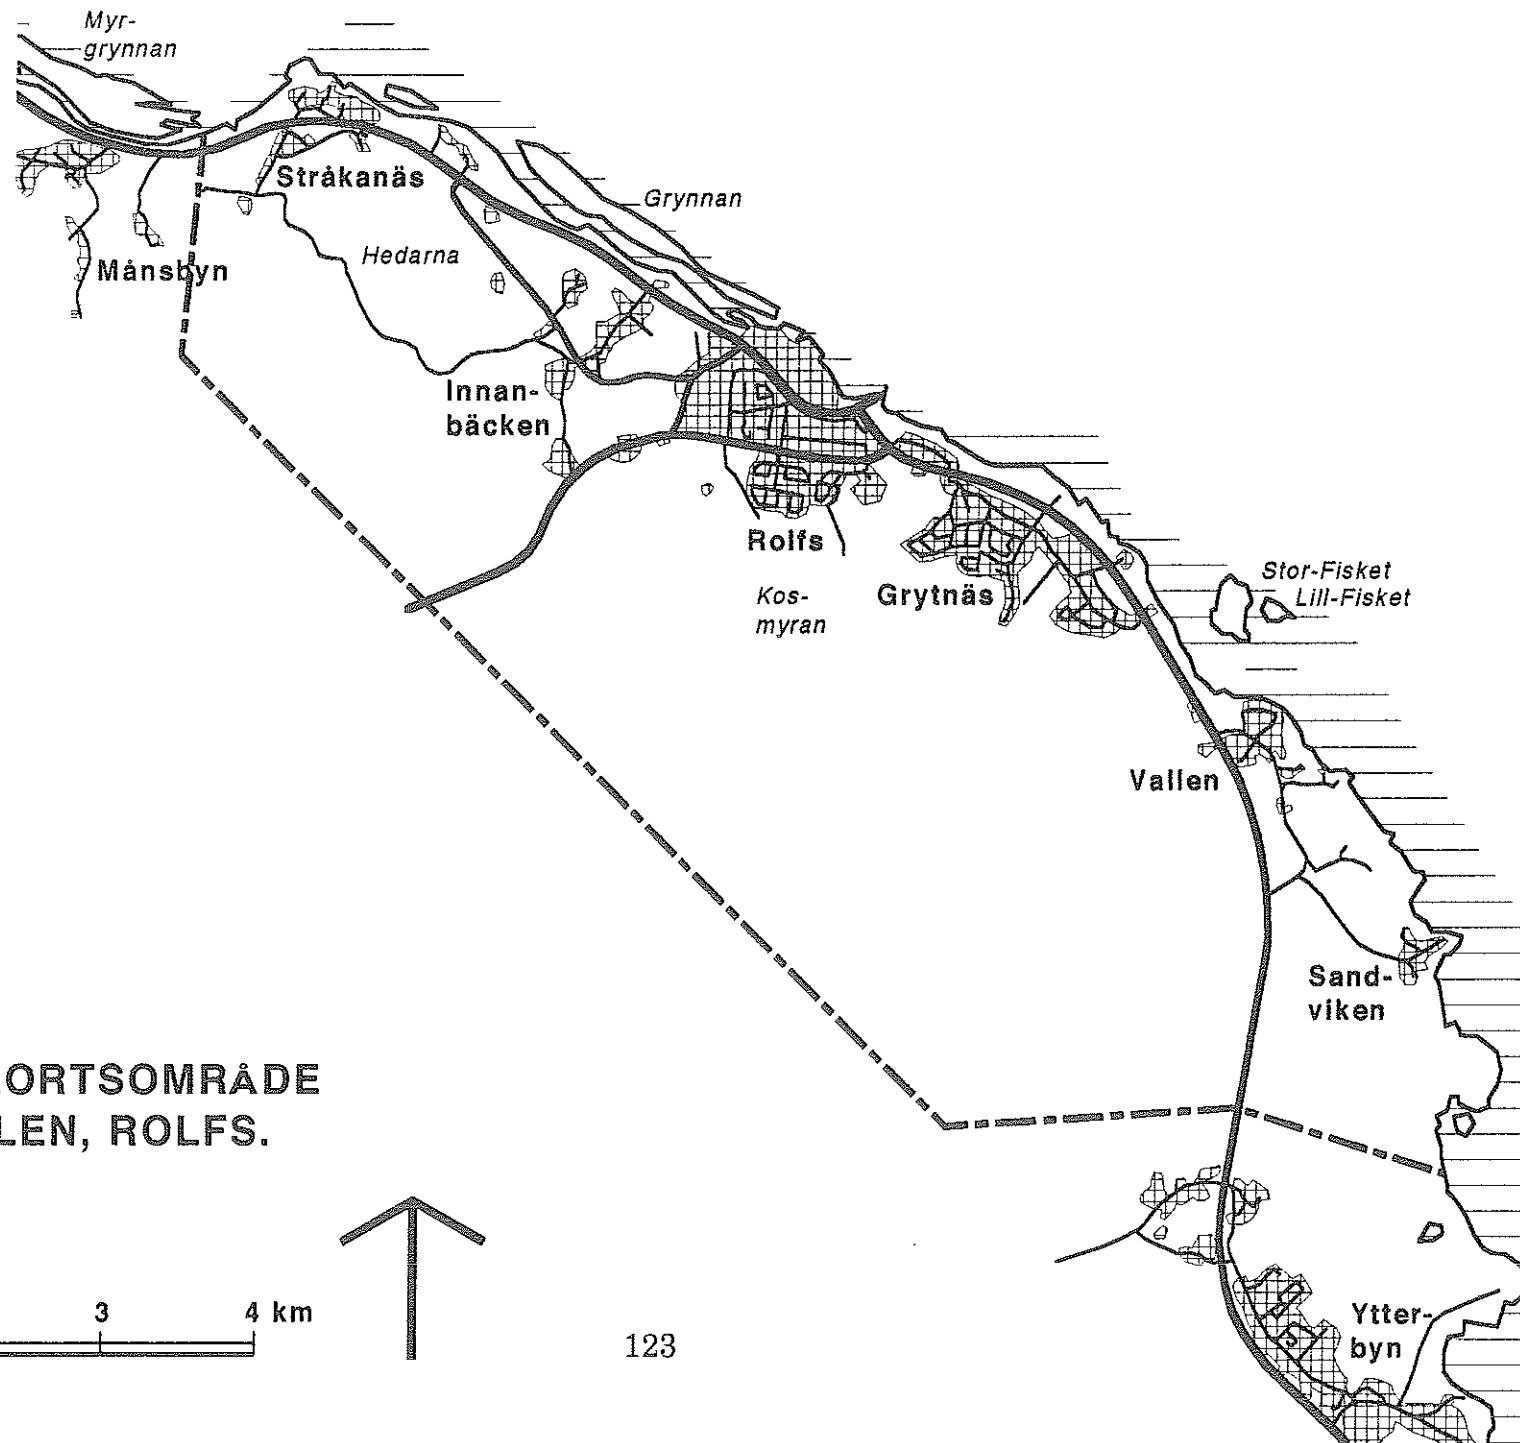 Myr-
grynnan
Stråkanäs
Grynnan
Hedarna
Månsbyn
Innan-
bäcken
Rolfs
Grytnäs
Kos-
myran
Stor-Fisket
Lill-Fisket
Vallen
Sand-
viken
ORTSOMRÅDE
LEN, ROLFS.
3 4 km
123
Ytter-
byn